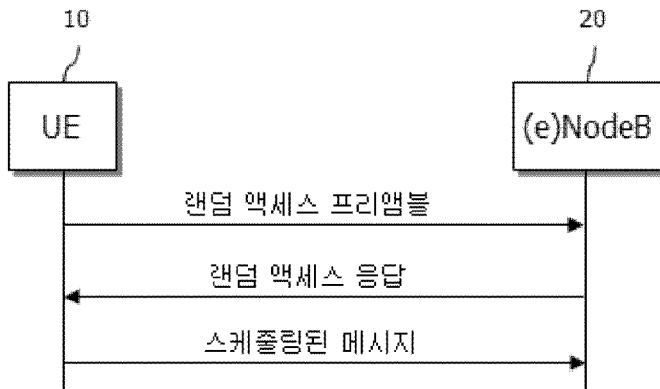 10
20
UE
(e)NodeB
랜덤 액세스 프리앰블
랜덤 액세스 응답
스케줄링된 메시지